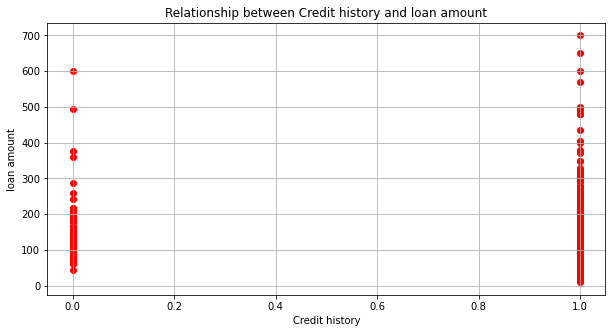 Relationship between Credit history and loan amount
700
600
500
400
300
200
100
0
loan amount
0.0 0.2 0.4 0.6 0.8 1.0
Credit history